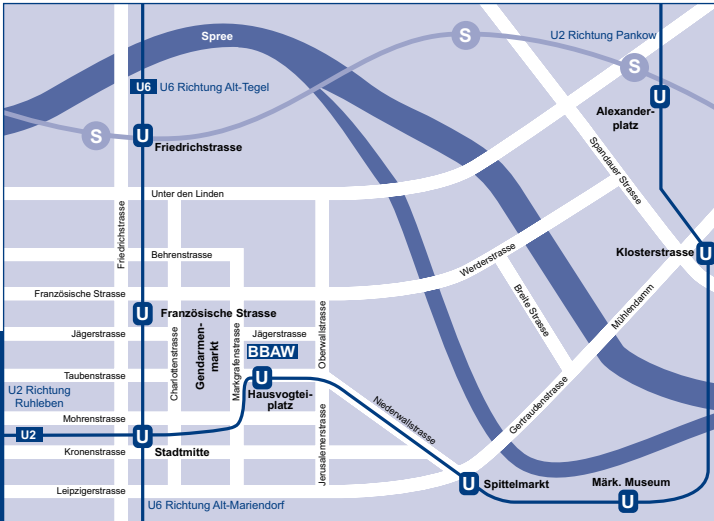 Spree
S
U2 Richtung Pankow
S
U6
U6 Richtung Alt-Tegel
U
Alexander-
platz
S
U
Friedrichstrasse
Spandauer Strasse
Unter den Linden
Friedrichstrasse
Behrenstrasse
Werderstrasse
Klosterstrasse
U
Französische Strasse
Breite Strasse
Mühlendamm
U
Französische Strasse
Jägerstrasse
Charlottenstrasse
Gendarmen-
markt
Markgrafenstrasse
Jägerstrasse
Oberwallstrasse
BBAW
Taubenstrasse
U2 Richtung
Ruhleben
U
Hausvogtei-
platz
Niederwallstrasse
Gertraudenstrasse
Mohrenstrasse
U2
U
Stadtmitte
Kronenstrasse
Jerusalemerstrasse
Leipzigerstrasse
U6 Richtung Alt-Mariendorf
U
Spittelmarkt
Märk. Museum
U